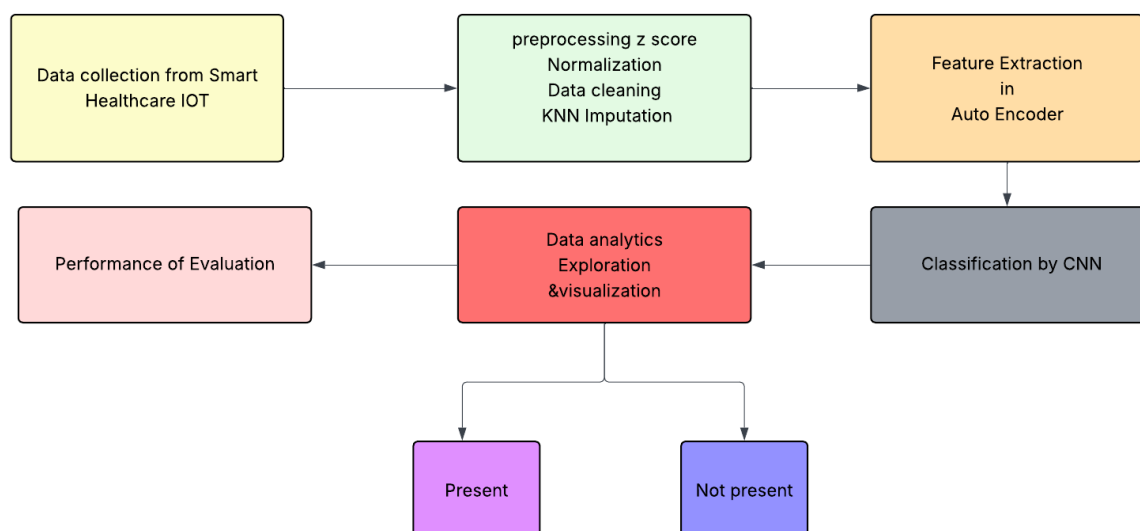 Data collection from Smart
Healthcare IOT
preprocessing z score
Normalization
Data cleaning
KNN Imputation
Feature Extraction
in
Auto Encoder
Classification by CNN
Data analytics
Exploration
&visualization
Performance of Evaluation
Present
Not present